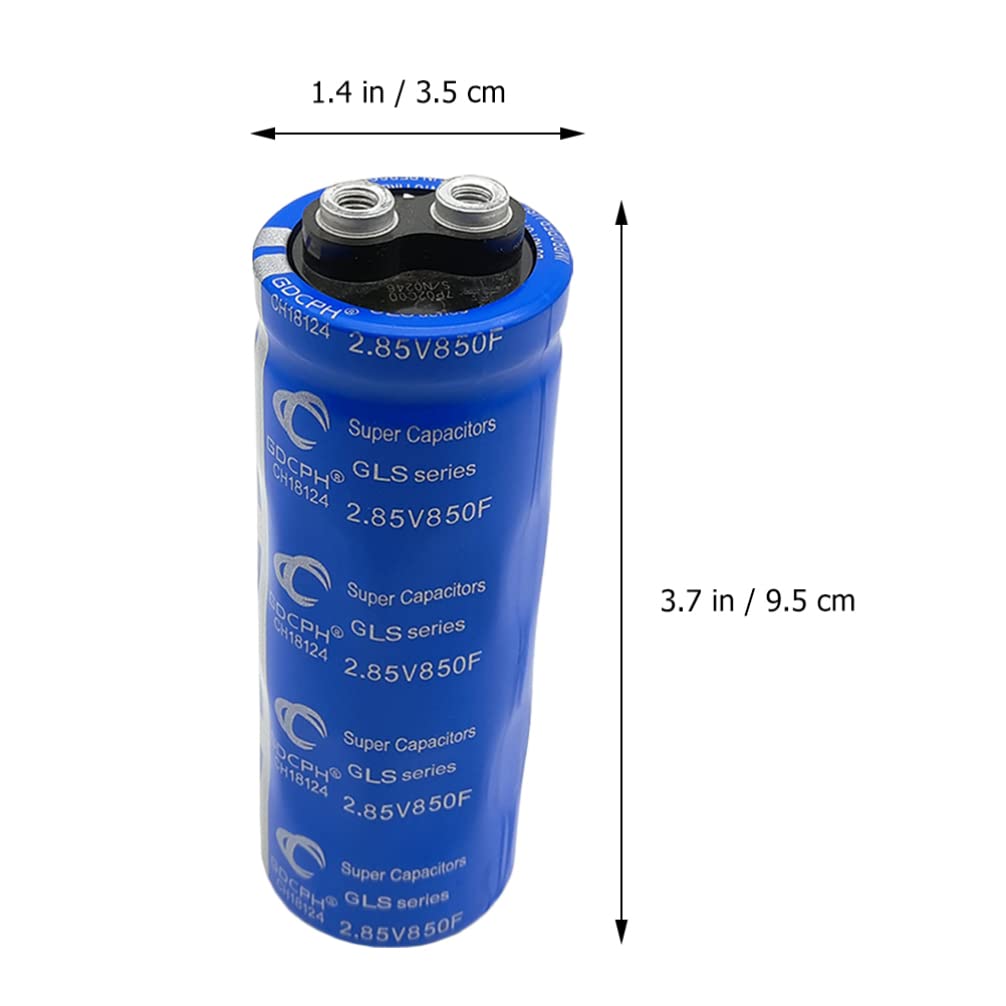 1.4 in / 3.5 cm
7F02C00
S/N0246
GDCPH®
CH18124
2.85V850F
Super Capacitors
GDCPH®
CH18124
GLS series
2.85V850F
Super Capacitors
GDCPH®
CH18124
GLS series
2.85V850F
3.7 in / 9.5 cm
Super Capacitors
GDCPH®
CH18124
GLS series
2.85V850F
Super Capacitors
GDCPH®
CH18124
GLS series
2.85V850F